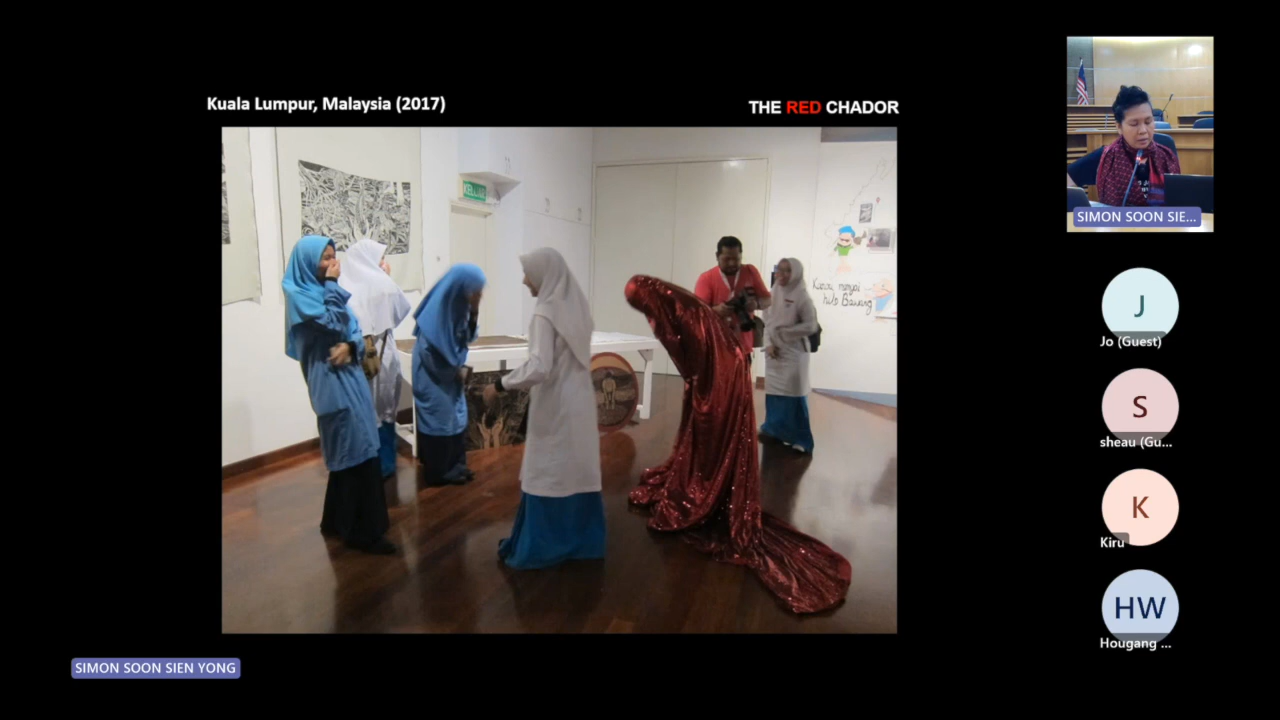 Kuala Lumpur, Malaysia (2017)
THE RED CHADOR
KELUAR
SIMON SOON SIE...
Jo (Guest)
J
sheau (Gu...
S
Kiru
K
Hougang ...
HW
SIMON SOON SIEN YONG